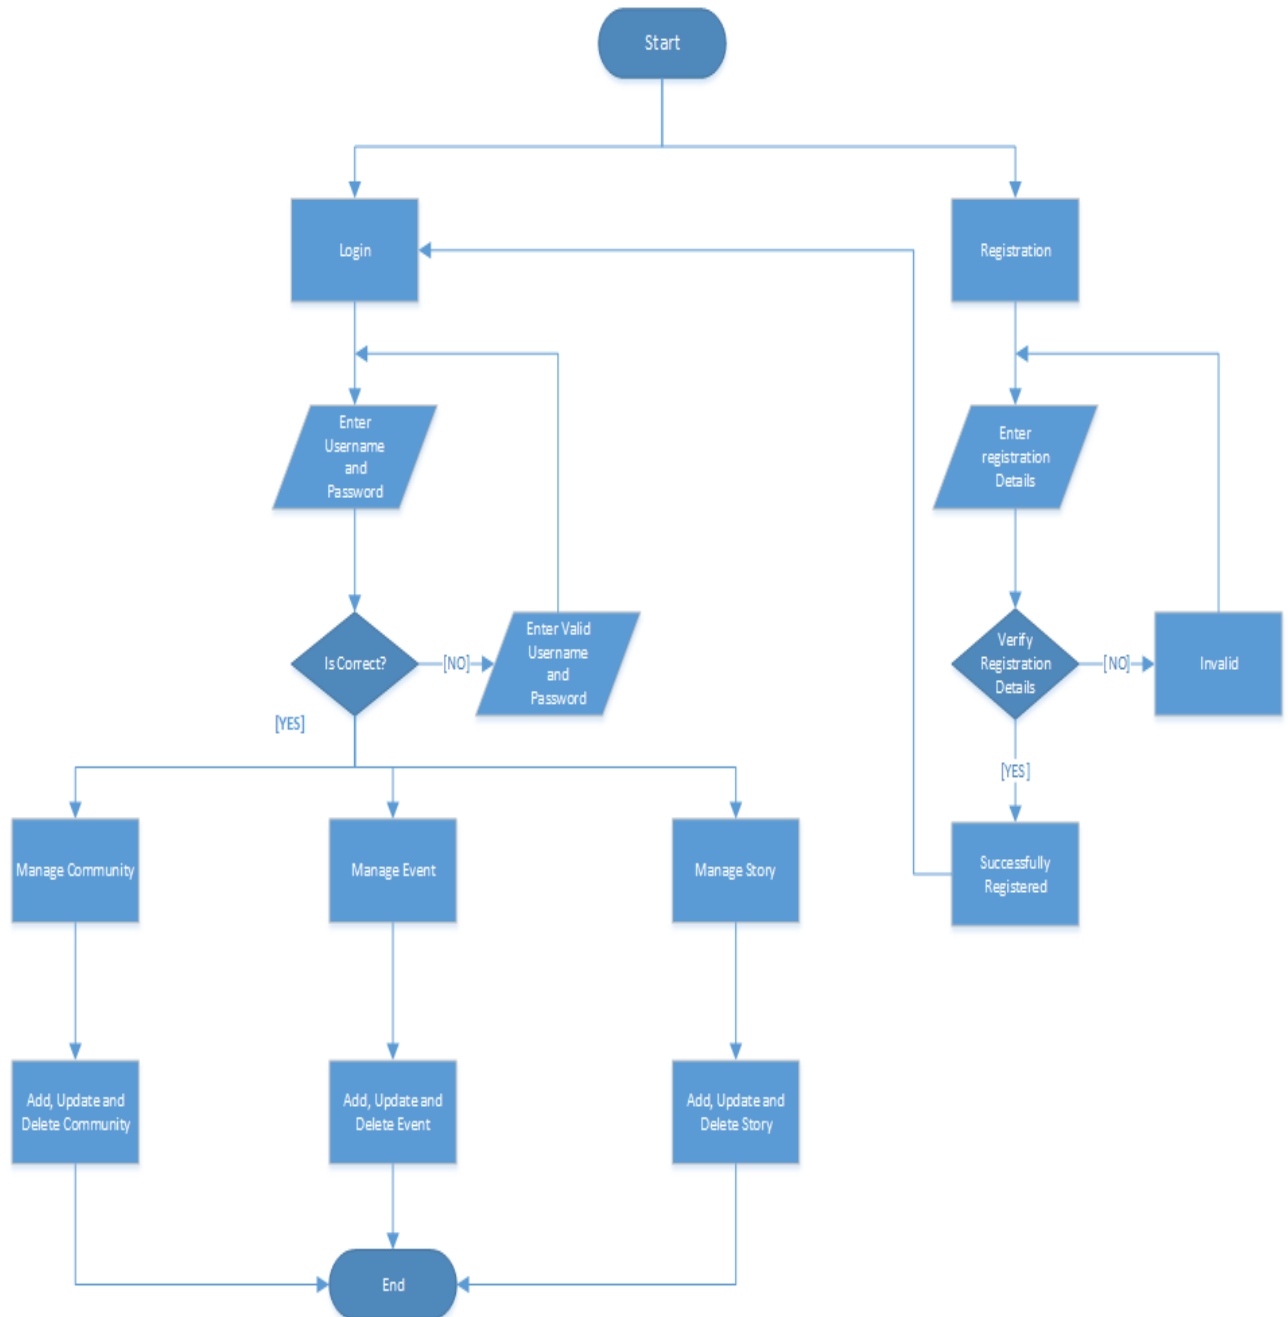 Start
Login
Registration
Enter
Username
and
Password
Enter
registration
Details
Is Correct?
[NO]
Enter Valid
Username
and
Password
Verify
Registration
Details
[NO]
Invalid
[YES]
[YES]
Manage Community
Manage Event
Manage Story
Successfully
Registered
Add, Update and
Delete Community
Add, Update and
Delete Event
Add, Update and
Delete Story
End